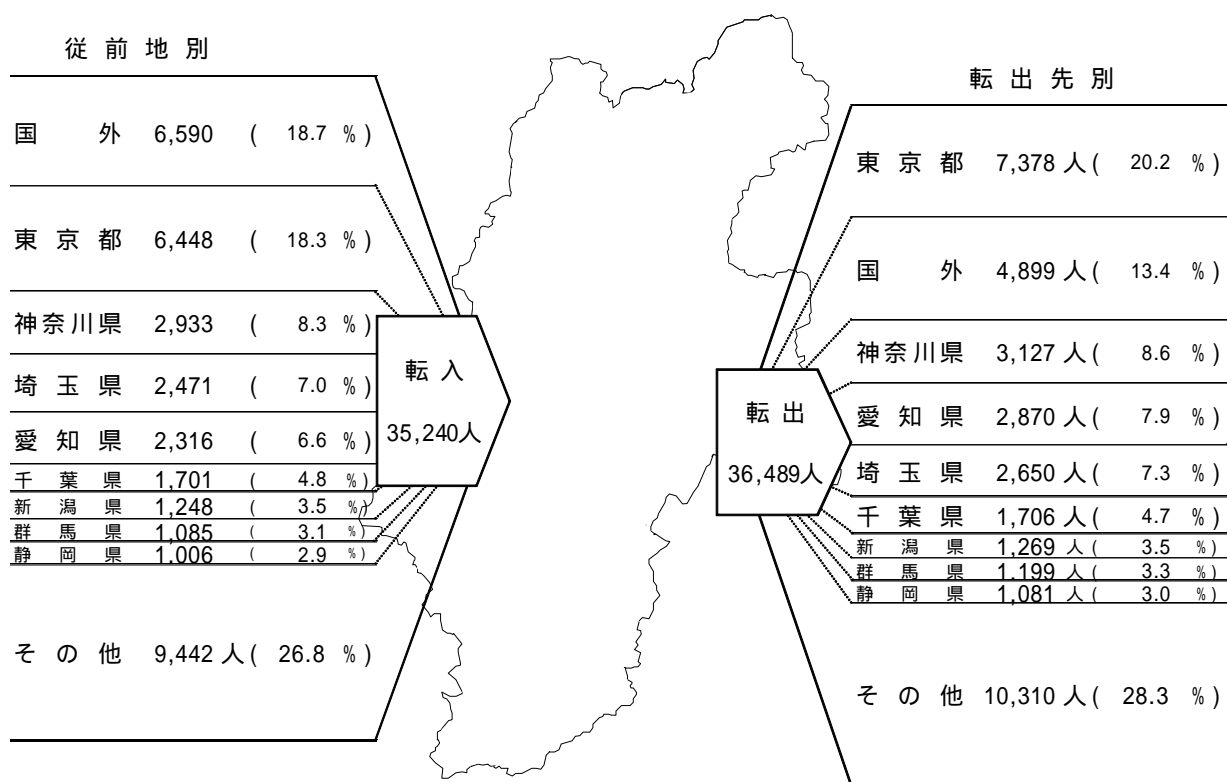 従前地別
国外 6,590 ( 18.7 %)
東京都 6,448 ( 18.3 %)
神奈川県 2,933 ( 8.3 %)
埼玉県 2,471 ( 7.0 %)
愛知県 2,316 ( 6.6 %)
千葉県 1,701 ( 4.8 %)
新潟県 1,248 ( 3.5 %)
群馬県 1,085 ( 3.1 %)
静岡県 1,006 ( 2.9 %)
その他 9,442 人( 26.8 %)
転入
35,240人
転出先別
東京都 7,378 人( 20.2 %)
国外 4,899 人( 13.4 %)
神奈川県 3,127 人( 8.6 %)
愛知県 2,870 人( 7.9 %)
埼玉県 2,650 人( 7.3 %)
千葉県 1,706 人( 4.7 %)
新潟県 1,269 人( 3.5 %)
群馬県 1,199 人( 3.3 %)
静岡県 1,081 人( 3.0 %)
その他 10,310 人( 28.3 %)
転出
36,489人